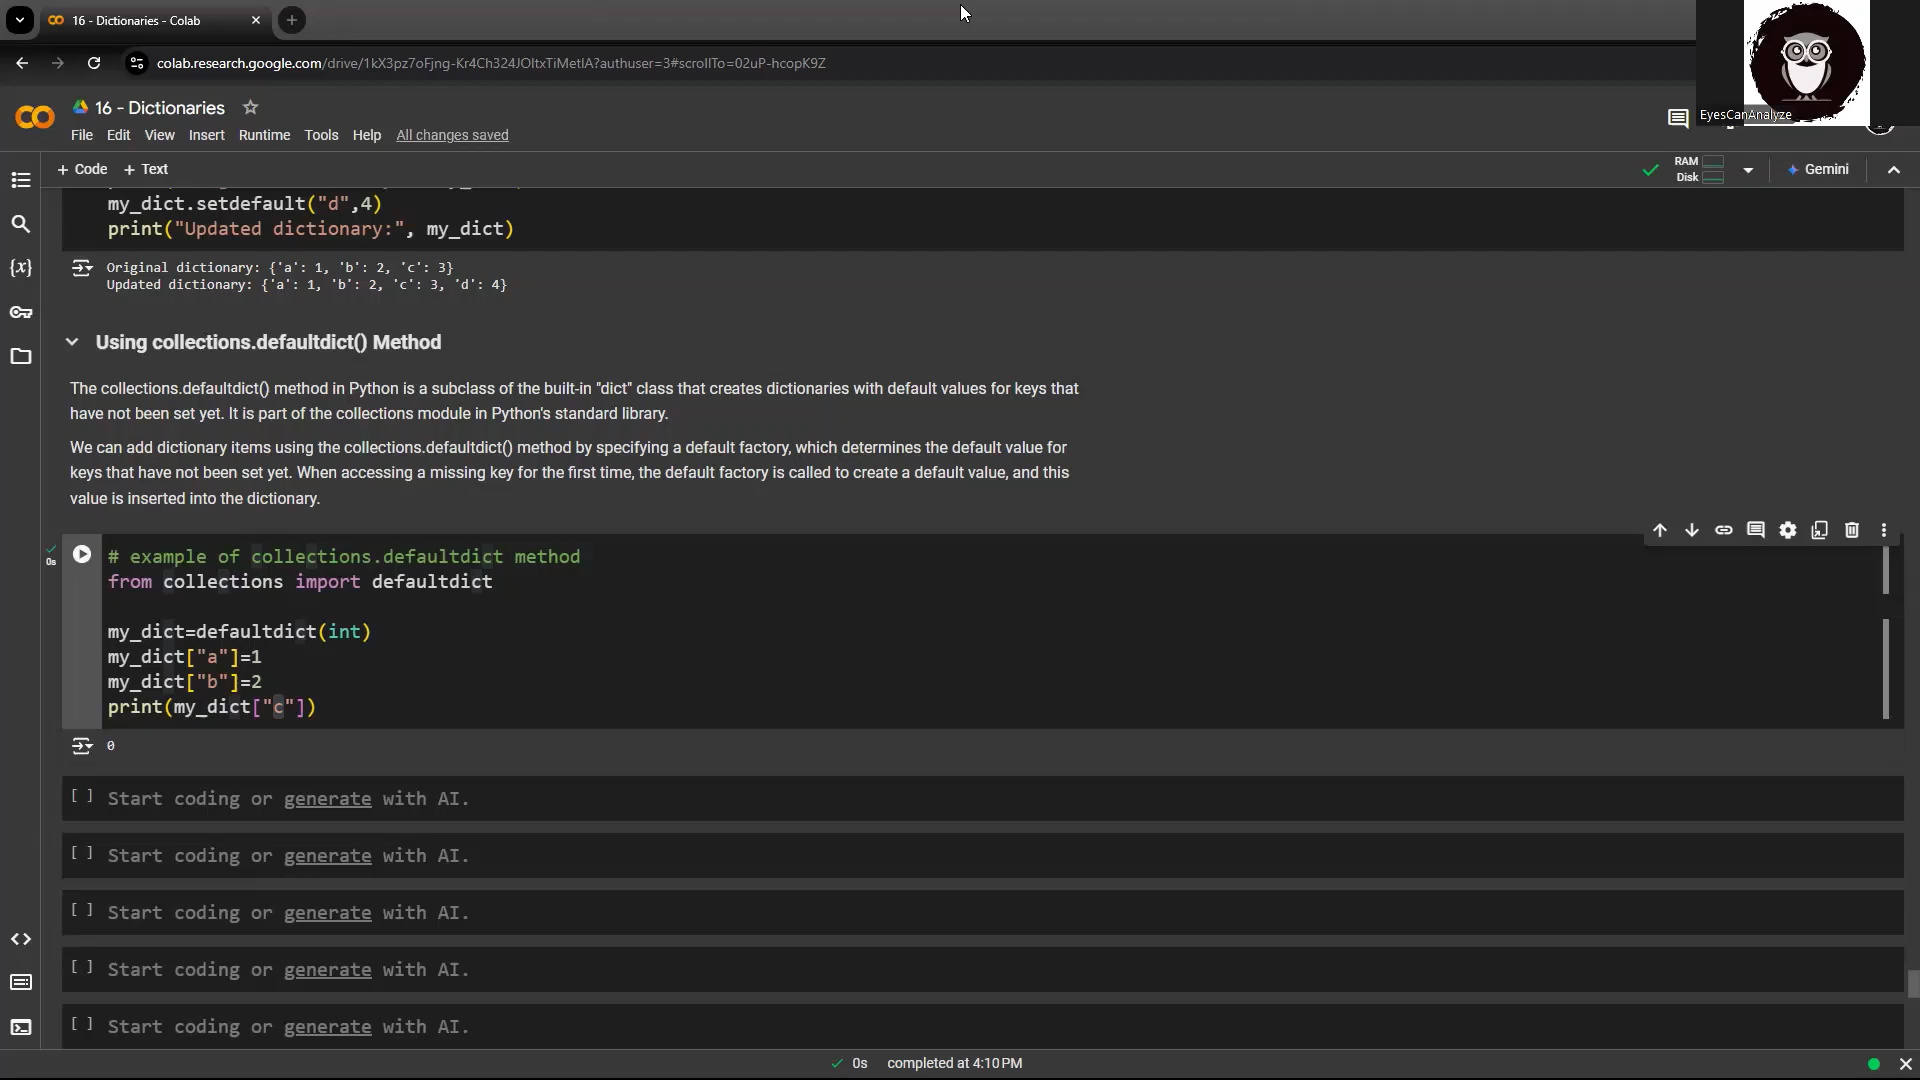 16 - Dictionaries - Colab
colab.research.google.com/drive/1kX3pz7oFjng-Kr4Ch324JOltxTiMetlA?authuser=3#scrollTo=02uP-hcopK9Z
EyesCanAnalyze
16 - Dictionaries
File Edit View Insert Runtime Tools Help All changes saved
+ Code + Text
RAM
Disk
Gemini
my_dict.setdefault("d",4)
print("Updated dictionary:", my_dict)
Original dictionary: {'a': 1, 'b': 2, 'c': 3}
Updated dictionary: {'a': 1, 'b': 2, 'c': 3, 'd': 4}
Using collections.defaultdict() Method
The collections.defaultdict() method in Python is a subclass of the built-in "dict" class that creates dictionaries with default values for keys that
have not been set yet. It is part of the collections module in Python's standard library.
We can add dictionary items using the collections.defaultdict() method by specifying a default factory, which determines the default value for
keys that have not been set yet. When accessing a missing key for the first time, the default factory is called to create a default value, and this
value is inserted into the dictionary.
0s
# example of collections.defaultdict method
from collections import defaultdict
my_dict=defaultdict(int)
my_dict["a"]=1
my_dict["b"]=2
print(my_dict["c"])
0
[ ] Start coding or generate with AI.
[ ] Start coding or generate with AI.
[ ] Start coding or generate with AI.
[ ] Start coding or generate with AI.
[ ] Start coding or generate with AI.
0s completed at 4:10 PM